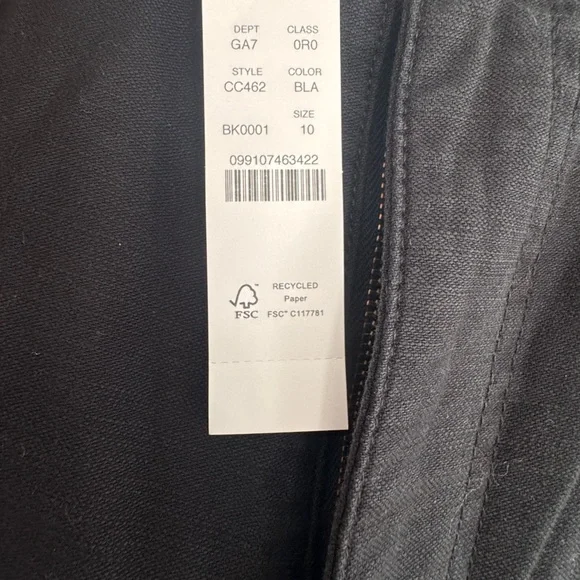 DEPT CLASS
GA7 0R0
STYLE COLOR
CC462 BLA
SIZE
BK0001 10
099107463422
RECYCLED
Paper
FSC FSC® C117781